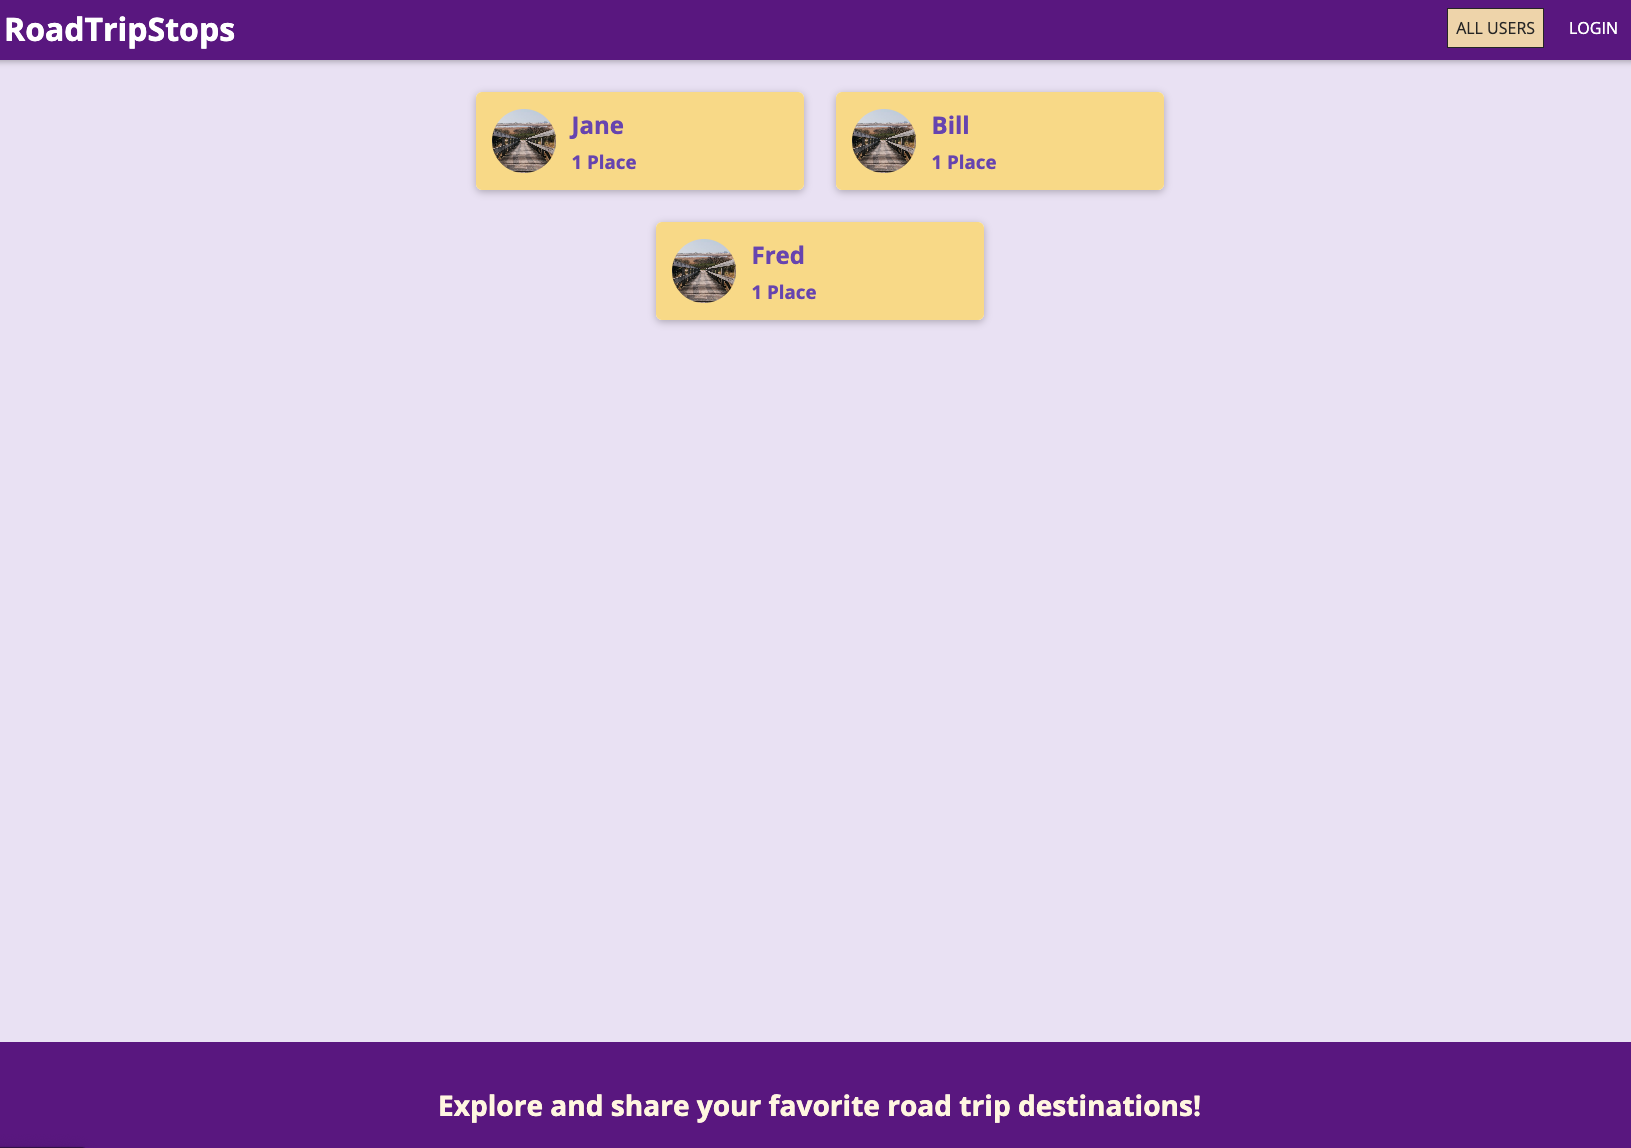 RoadTripStops
ALL USERS
LOGIN
Jane
1 Place
Bill
1 Place
Fred
1 Place
Explore and share your favorite road trip destinations!